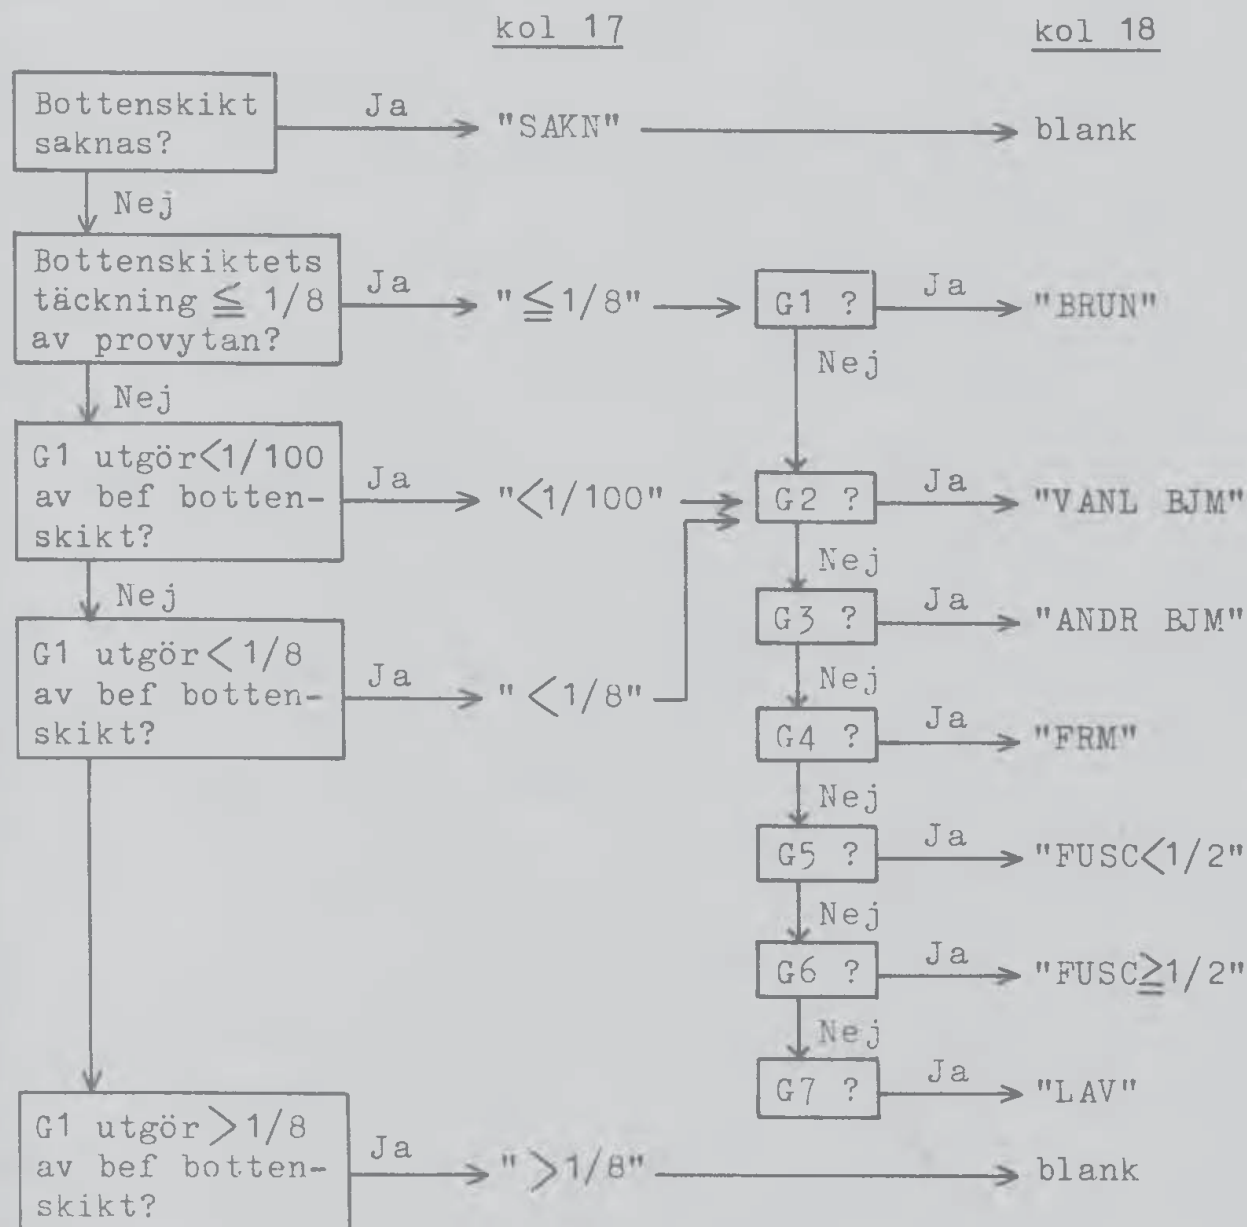 kol 17
kol 18
Bottenskikt
saknas?
Ja
"SAKN"
blank
Nej
Bottenskiktets
täckning ≦ 1/8
av provytan?
Ja
"≦1/8"
G1 ?
Ja
"BRUN"
Nej
Nej
G1 utgör<1/100
av bef botten-
skikt?
Ja
"<1/100"
G2 ?
Ja
"VANL BJM"
Nej
Nej
G3 ?
Ja
"ANDR BJM"
G1 utgör<1/8
av bef botten-
skikt?
Ja
"<1/8"
Nej
G4 ?
Ja
"FRM"
Nej
G5 ?
Ja
"FUSC<1/2"
Nej
G6 ?
Ja
"FUSC≧1/2"
Nej
G7 ?
Ja
"LAV"
G1 utgör>1/8
av bef botten-
skikt?
Ja
">1/8"
blank